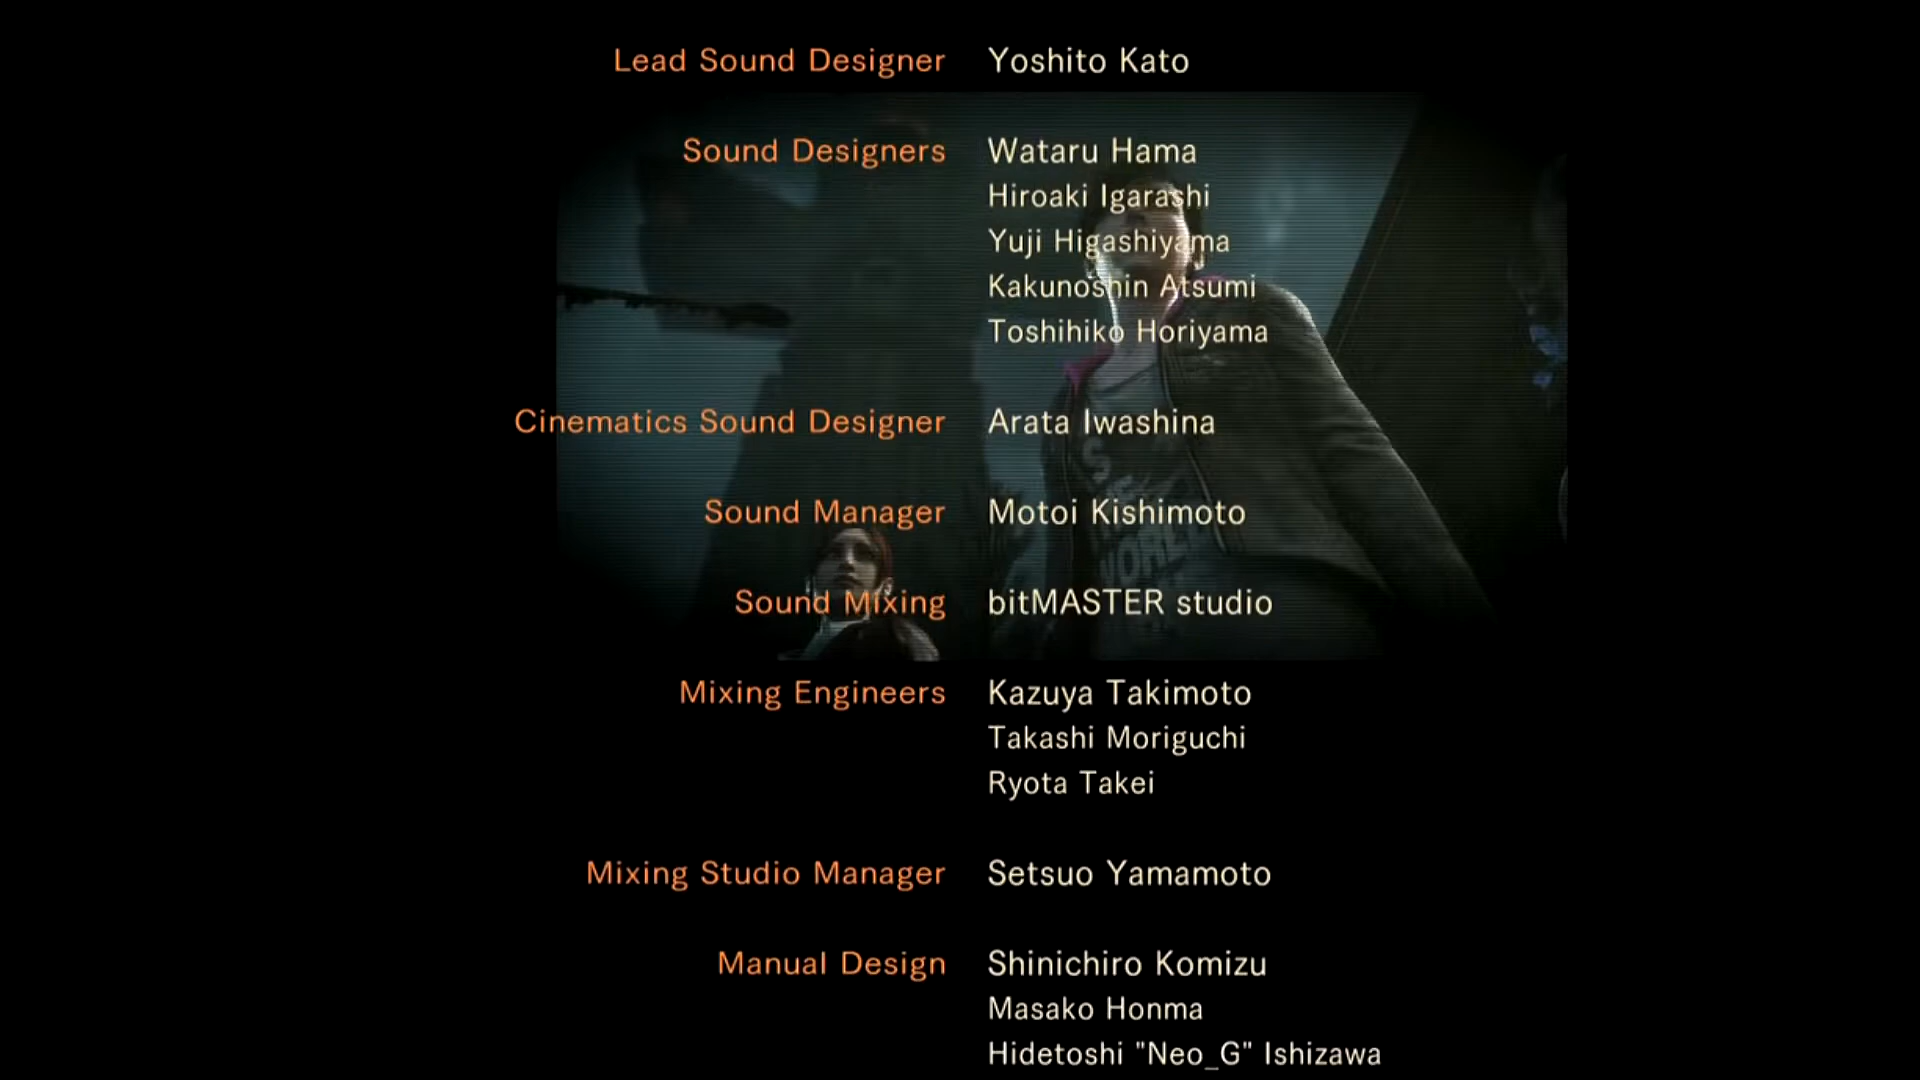 Lead Sound Designer Yoshito Kato
Sound Designers Wataru Hama
Hiroaki Igarashi
Yuji Higashiyama
Kakunoshin Atsumi
Toshihiko Horiyama
Cinematics Sound Designer Arata Iwashina
Sound Manager Motoi Kishimoto
WORLD
Sound Mixing bitMASTER studio
Mixing Engineers Kazuya Takimoto
Takashi Moriguchi
Ryota Takei
Mixing Studio Manager Setsuo Yamamoto
Manual Design Shinichiro Komizu
Masako Honma
Hidetoshi "Neo_G" Ishizawa